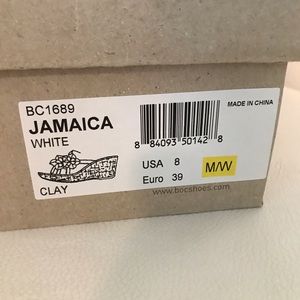 BC1689
JAMAICA
WHITE
CLAY
MADE IN CHINA
8 84093 50142 8
USA 8
Euro 39
M/W
www.bocshoes.com